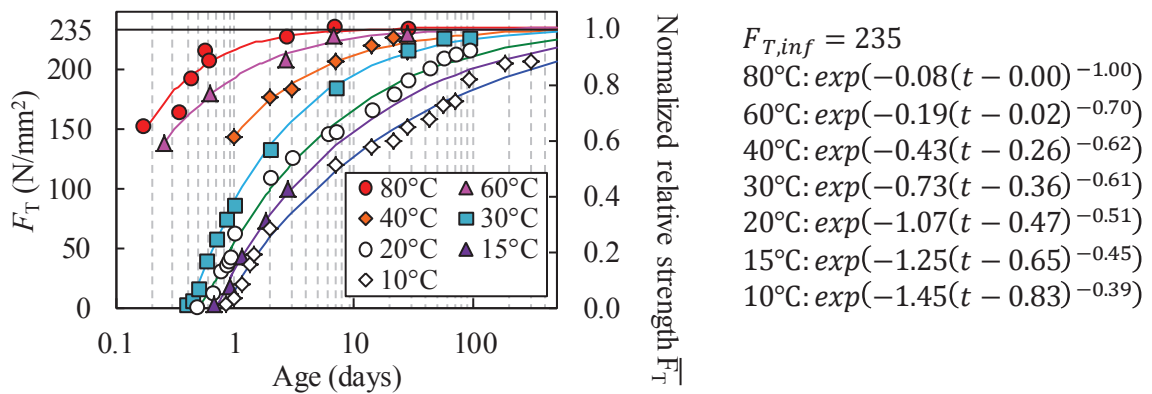 F_T (N/mm²)
235
200
150
100
50
0
0.1
1
10
100
Age (days)
1.0
0.8
0.6
0.4
0.2
0.0
Normalized relative strength F_T
80°C 60°C
40°C 30°C
20°C 15°C
10°C
F_{T,inf} = 235
80℃: exp(−0.08(t − 0.00)^{−1.00})
60℃: exp(−0.19(t − 0.02)^{−0.70})
40℃: exp(−0.43(t − 0.26)^{−0.62})
30℃: exp(−0.73(t − 0.36)^{−0.61})
20℃: exp(−1.07(t − 0.47)^{−0.51})
15℃: exp(−1.25(t − 0.65)^{−0.45})
10℃: exp(−1.45(t − 0.83)^{−0.39})